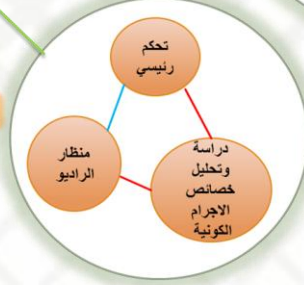 تحكم
رئيسي
منظار
الراديو
دراسة
وتحليل
خصائص
الاجرام
الكونية